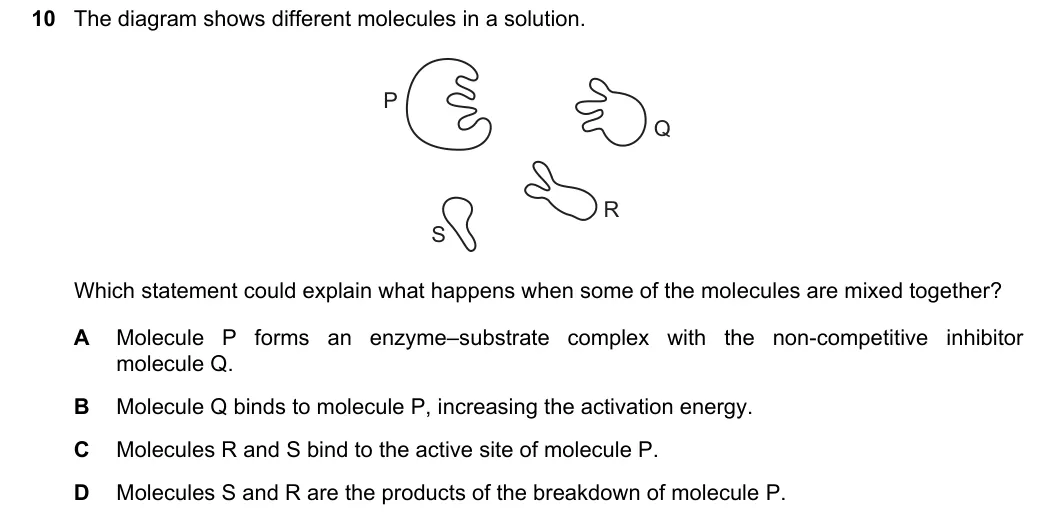 10 The diagram shows different molecules in a solution.
P
Q
R
S
Which statement could explain what happens when some of the molecules are mixed together?
A Molecule P forms an enzyme–substrate complex with the non-competitive inhibitor
molecule Q.
B Molecule Q binds to molecule P, increasing the activation energy.
C Molecules R and S bind to the active site of molecule P.
D Molecules S and R are the products of the breakdown of molecule P.